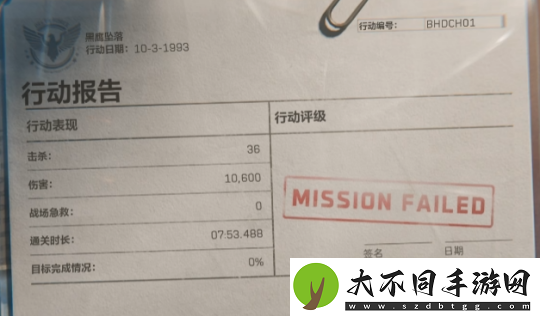 黑鹰坠落
行动日期: 10-3-1993
行动编号: BHDCH01
行动报告
行动表现
行动评级
击杀: 36
伤害: 10,600
战场急救: 0
通关时长: 07:53.488
目标完成情况: 0%
MISSION FAILED
签名 日期
大不同手游网
www.szdbtgg.com